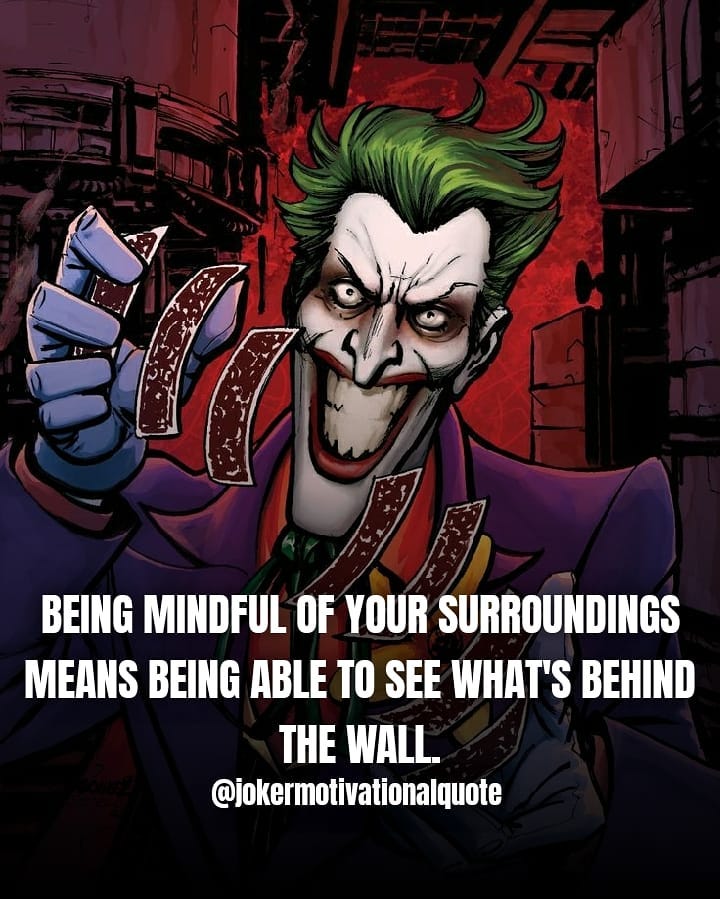 BEING MINDFUL OF YOUR SURROUNDINGS
MEANS BEING ABLE TO SEE WHAT'S BEHIND
THE WALL.
@jokermotivationalquote